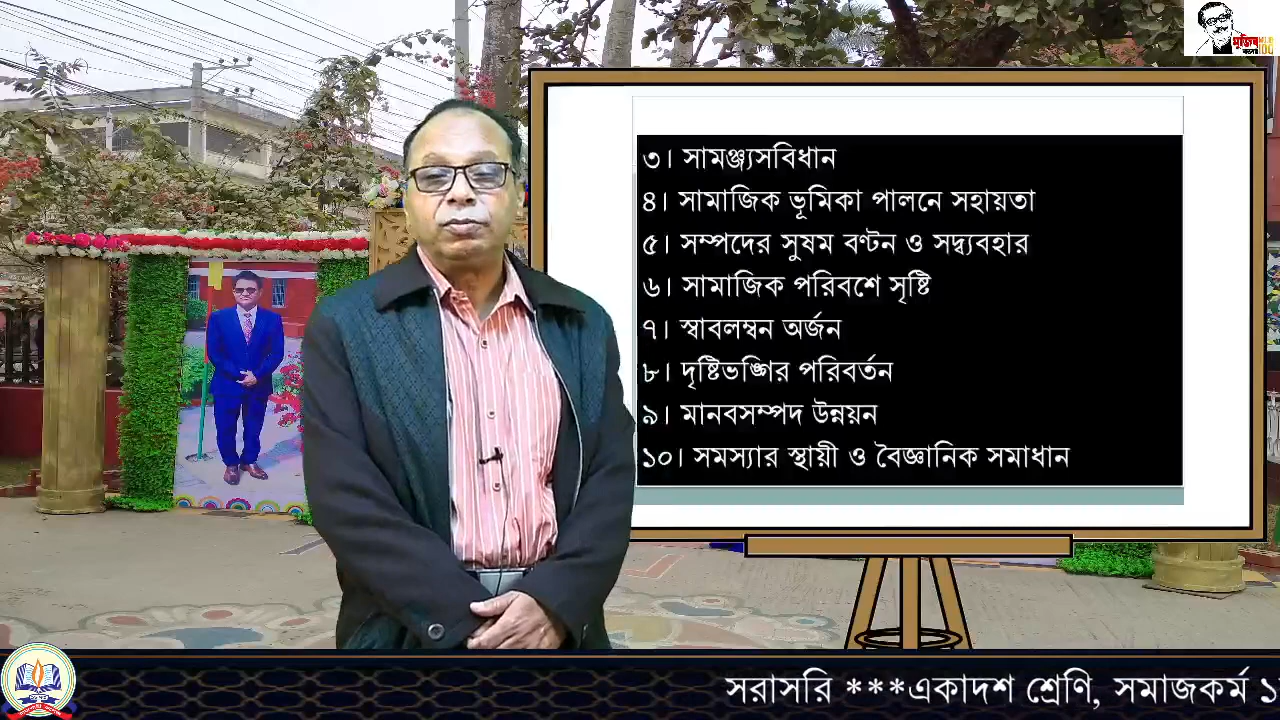 ৩। সামঞ্জ্যসবিধান
৪। সামাজিক ভূমিকা পালনে সহায়তা
৫। সম্পদের সুষম বণ্টন ও সদ্ব্যবহার
৬। সামাজিক পরিবশে সৃষ্টি
৭। স্বাবলম্বন অর্জন
৮। দৃষ্টিভঙ্গির পরিবর্তন
৯। মানবসম্পদ উন্নয়ন
১০। সমস্যার স্থায়ী ও বৈজ্ঞানিক সমাধান
সরাসরি ***একাদশ শ্রেণি, সমাজকর্ম